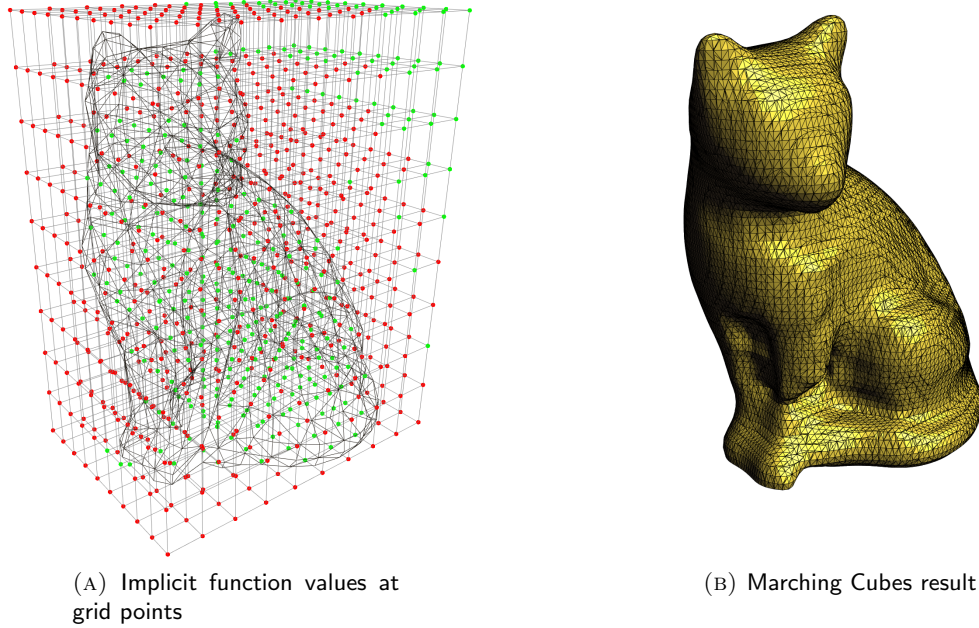 (A) Implicit function values at
grid points
(B) Marching Cubes result